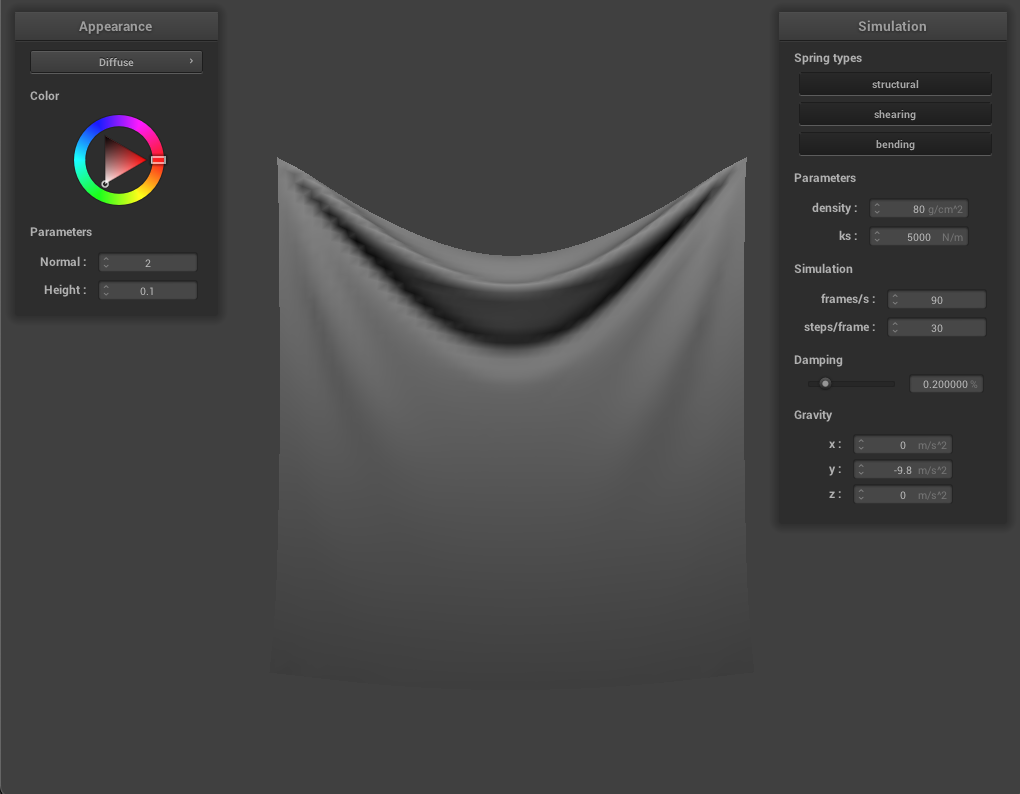 Appearance
Diffuse ›
Color
Parameters
Normal : 2
Height : 0.1
Simulation
Spring types
structural
shearing
bending
Parameters
density : 80 g/cm^2
ks : 5000 N/m
Simulation
frames/s : 90
steps/frame : 30
Damping
0.200000 %
Gravity
x : 0 m/s^2
y : -9.8 m/s^2
z : 0 m/s^2